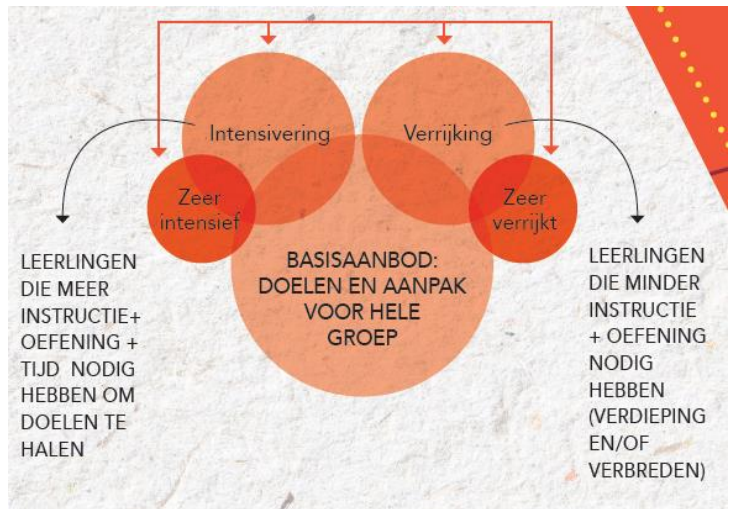 Intensivering
Verrijking
Zeer
intensief
Zeer
verrijkt
BASISAANBOD:
DOELEN EN AANPAK
VOOR HELE
GROEP
LEERLINGEN
DIE MEER
INSTRUCTIE+
OEFENING +
TIJD NODIG
HEBBEN OM
DOELEN TE
HALEN
LEERLINGEN
DIE MINDER
INSTRUCTIE
+ OEFENING
NODIG
HEBBEN
(VERDIEPING
EN/OF
VERBREDEN)